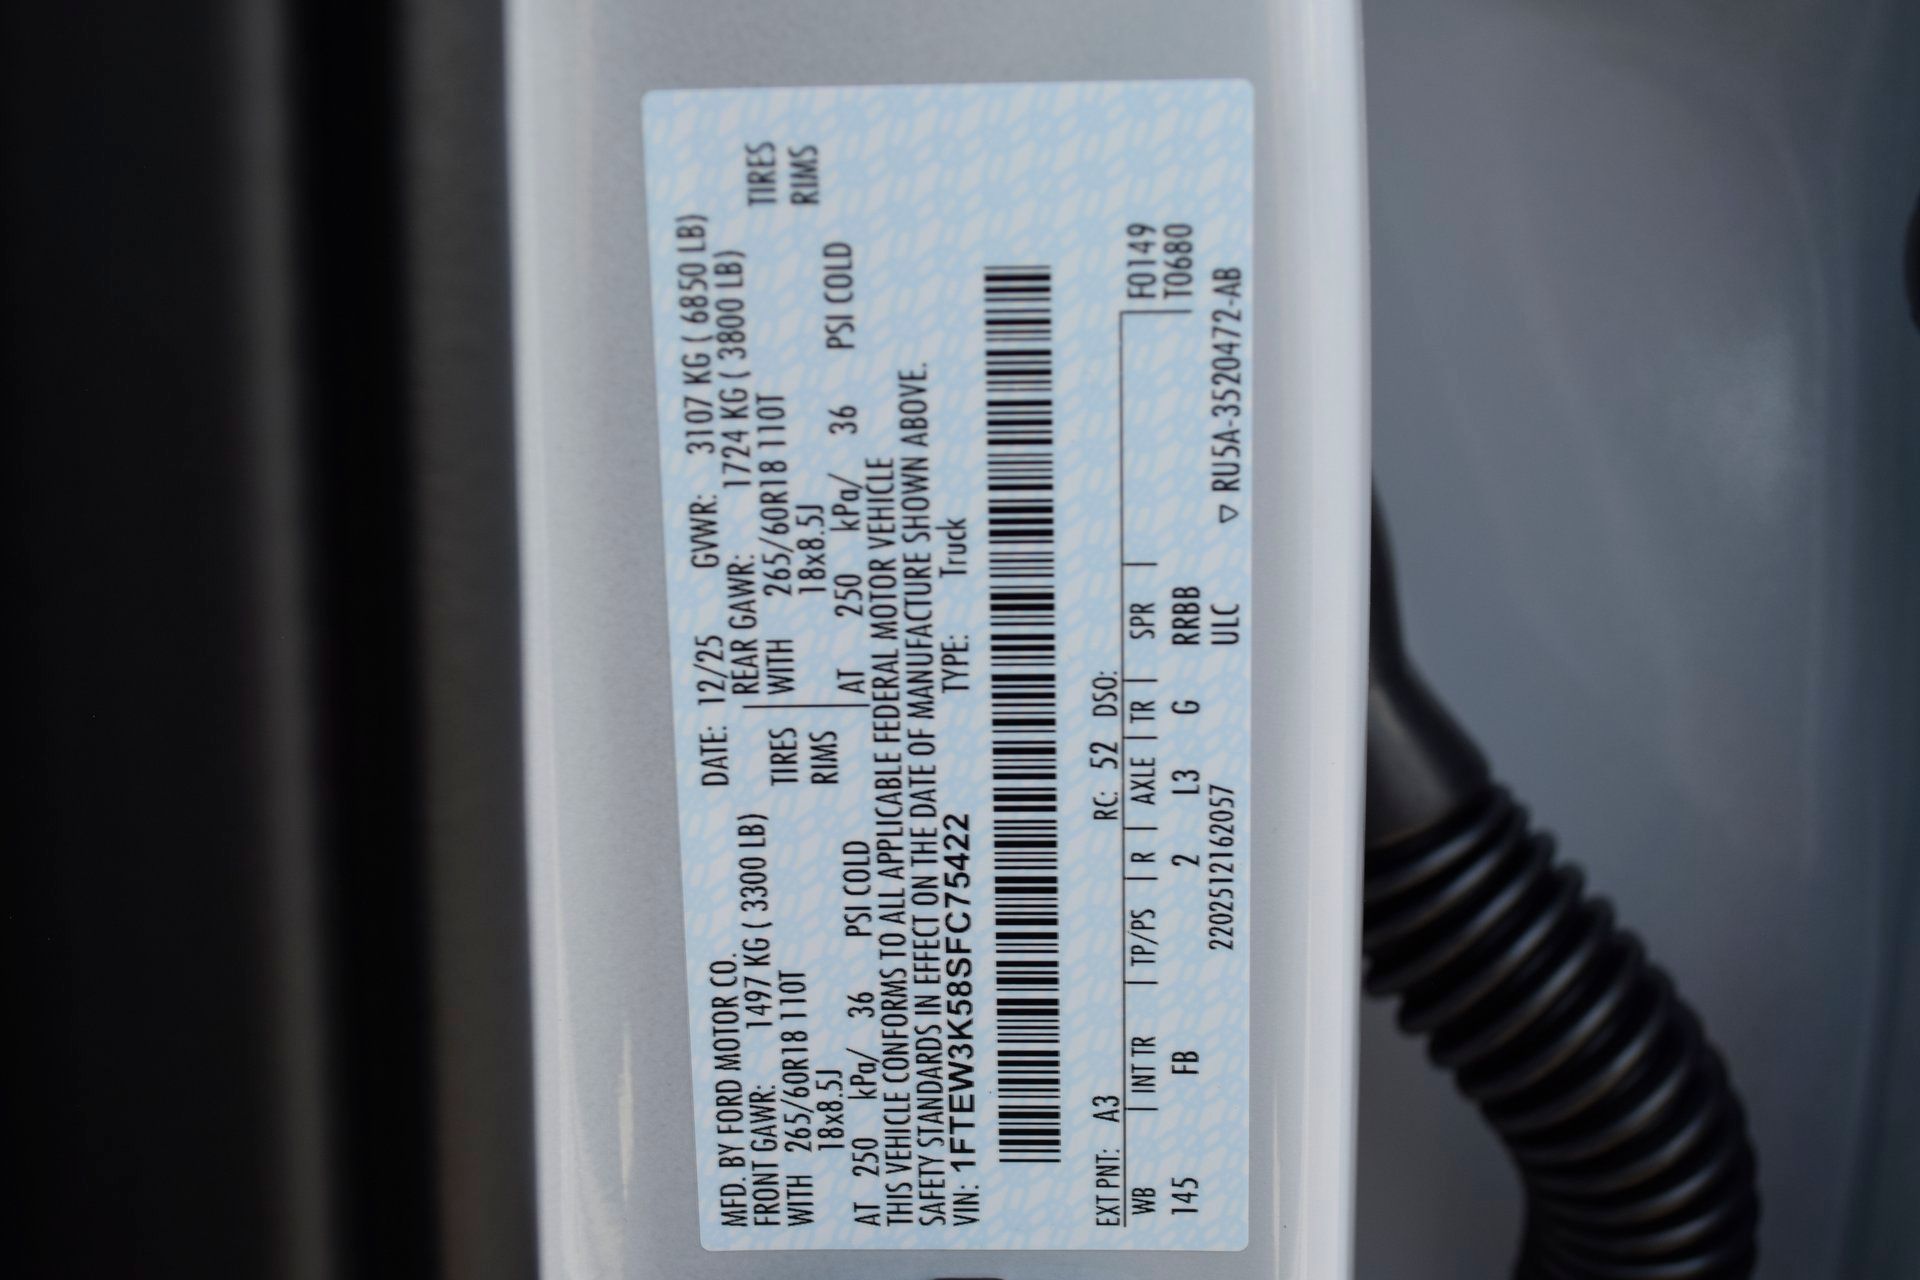 MFD. BY FORD MOTOR CO. DATE: 12/25 GVWR: 3107 KG ( 6850 LB)
FRONT GAWR: 1497 KG ( 3300 LB) REAR GAWR: 1724 KG ( 3800 LB)
WITH 265/60R18 110T TIRES WITH 265/60R18 110T TIRES
18x8.5J RIMS 18x8.5J RIMS
AT 250 kPa/ 36 PSI COLD AT 250 kPa/ 36 PSI COLD
THIS VEHICLE CONFORMS TO ALL APPLICABLE FEDERAL MOTOR VEHICLE
SAFETY STANDARDS IN EFFECT ON THE DATE OF MANUFACTURE SHOWN ABOVE.
VIN: 1FTEW3K58SFC75422 TYPE: Truck
EXT PNT: A3 RC: 52 DSO:
WB | INT TR | TP/PS | R | AXLE | TR | SPR | F0149
145 FB 2 L3 G RRBB T0680
2202512162057 ULC ▽ RU5A-3520472-AB